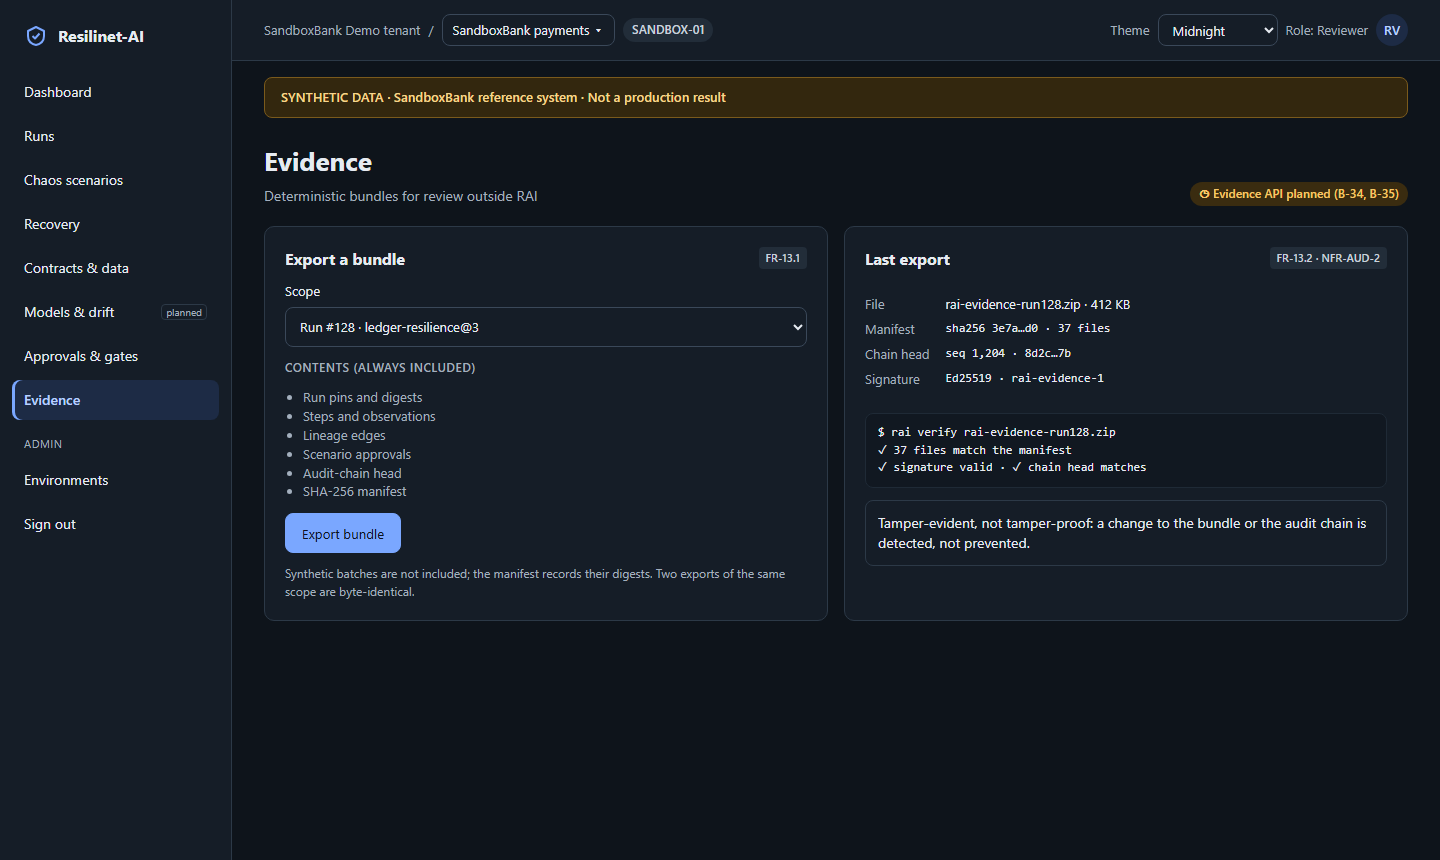 Resilinet-AI
Dashboard
Runs
Chaos scenarios
Recovery
Contracts & data
Models & drift planned
Approvals & gates
Evidence
ADMIN
Environments
Sign out
SandboxBank Demo tenant / SandboxBank payments SANDBOX-01
Theme Midnight Role: Reviewer RV
SYNTHETIC DATA · SandboxBank reference system · Not a production result
Evidence
Deterministic bundles for review outside RAI
Evidence API planned (B-34, B-35)
Export a bundle FR-13.1
Scope
Run #128 · ledger-resilience@3
CONTENTS (ALWAYS INCLUDED)
• Run pins and digests
• Steps and observations
• Lineage edges
• Scenario approvals
• Audit-chain head
• SHA-256 manifest
Export bundle
Synthetic batches are not included; the manifest records their digests. Two exports of the same
scope are byte-identical.
Last export FR-13.2 · NFR-AUD-2
File rai-evidence-run128.zip · 412 KB
Manifest sha256 3e7a…d0 · 37 files
Chain head seq 1,204 · 8d2c…7b
Signature Ed25519 · rai-evidence-1
$ rai verify rai-evidence-run128.zip
✓ 37 files match the manifest
✓ signature valid · ✓ chain head matches
Tamper-evident, not tamper-proof: a change to the bundle or the audit chain is
detected, not prevented.